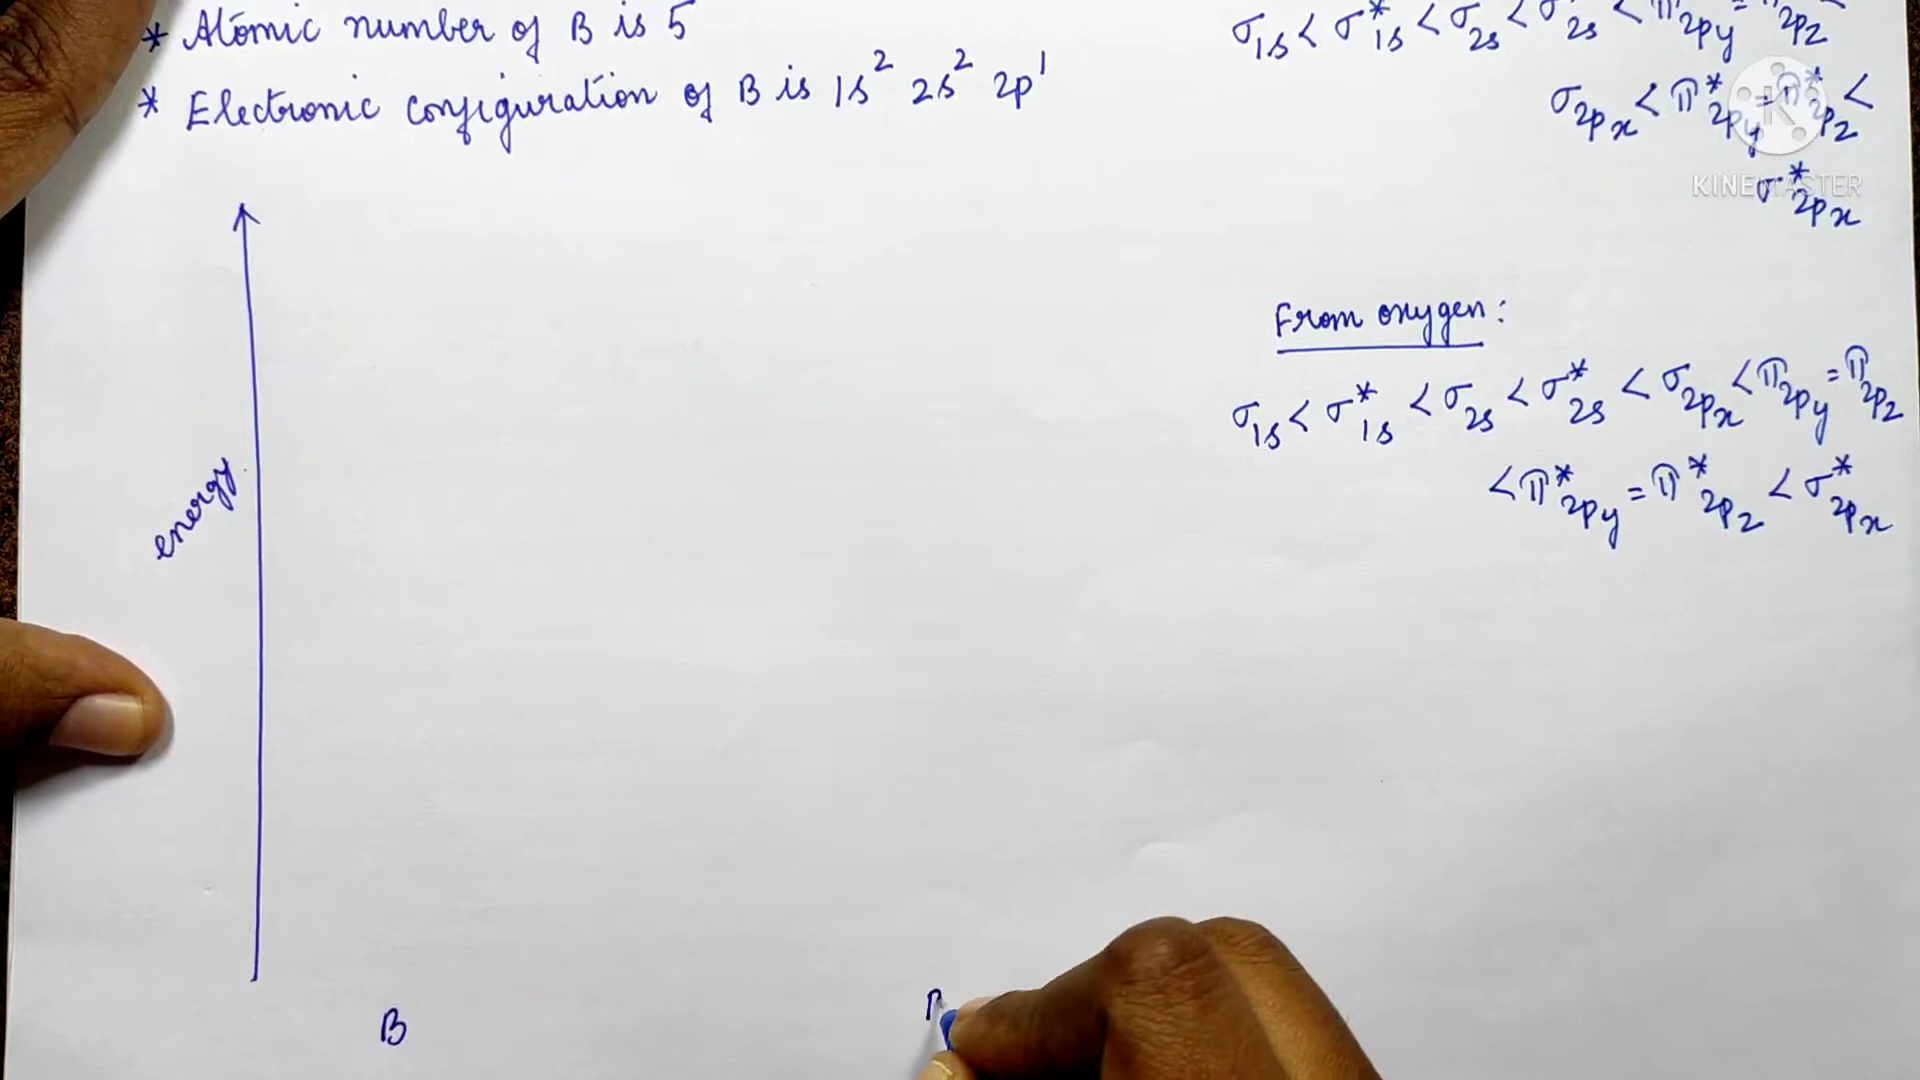 * Atomic number of B is 5
* Electronic configuration of B is 1s² 2s² 2p¹
σ1s < σ*1s < σ2s < σ*2s < π2py = π2pz
σ2px < π*2py = π*2pz <
σ*2px
KINEMASTER
From oxygen:
σ1s < σ*1s < σ2s < σ*2s < σ2px < π2py = π2pz
< π*2py = π*2pz < σ*2px
energy
B